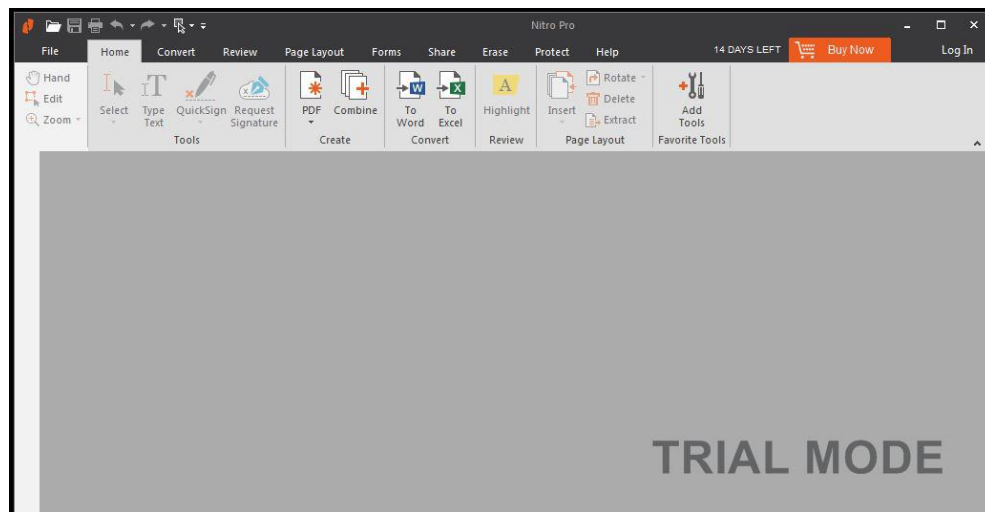 Nitro Pro
File Home Convert Review Page Layout Forms Share Erase Protect Help 14 DAYS LEFT Buy Now Log In
Hand
Edit
Zoom
Select
Type Text
QuickSign
Request Signature
Tools
PDF
Combine
Create
To Word
To Excel
Convert
Highlight
Review
Insert
Rotate
Delete
Extract
Page Layout
Add Tools
Favorite Tools
TRIAL MODE